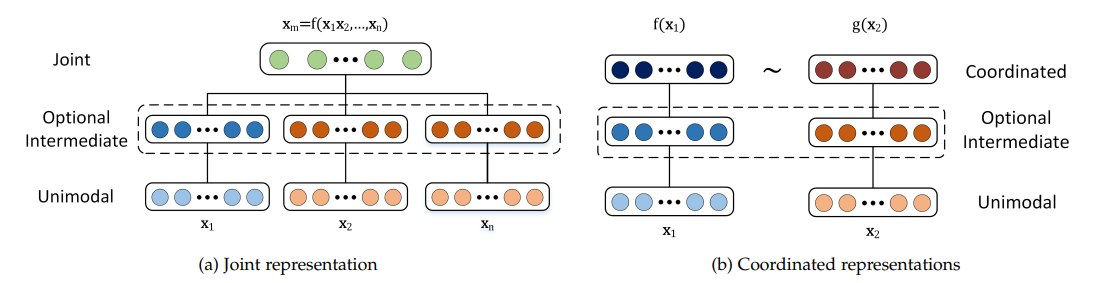 xₘ=f(x₁x₂,...,xₙ)
Joint
Optional
Intermediate
Unimodal
x₁
x₂
xₙ
(a) Joint representation
f(x₁)
g(x₂)
~
Coordinated
Optional
Intermediate
Unimodal
x₁
x₂
(b) Coordinated representations